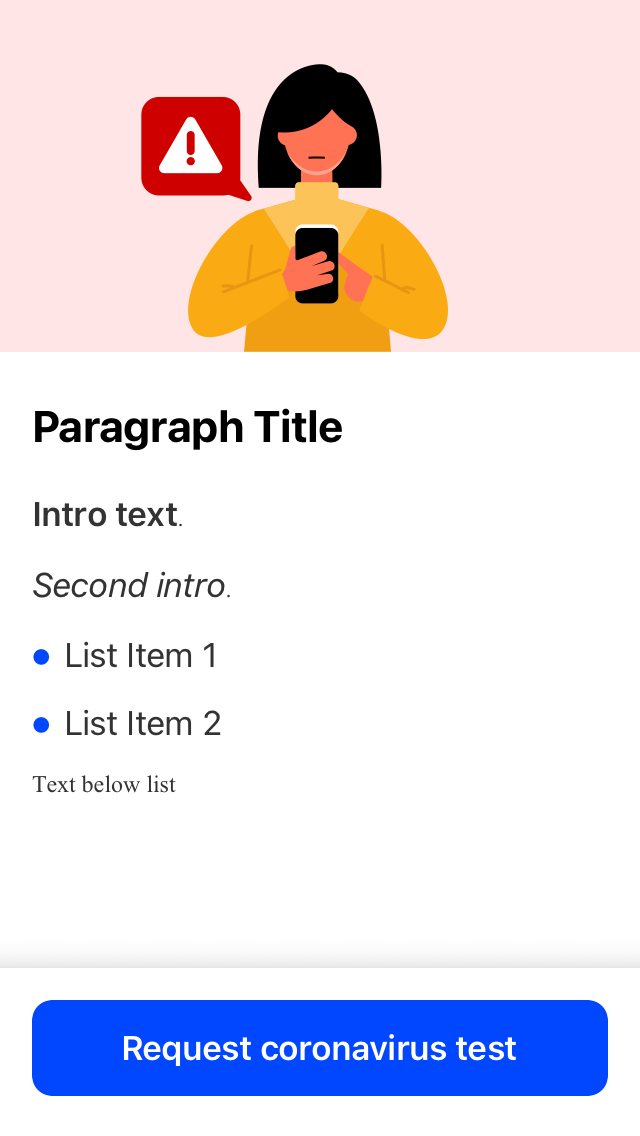 Paragraph Title
Intro text.
Second intro.
List Item 1
List Item 2
Text below list
Request coronavirus test